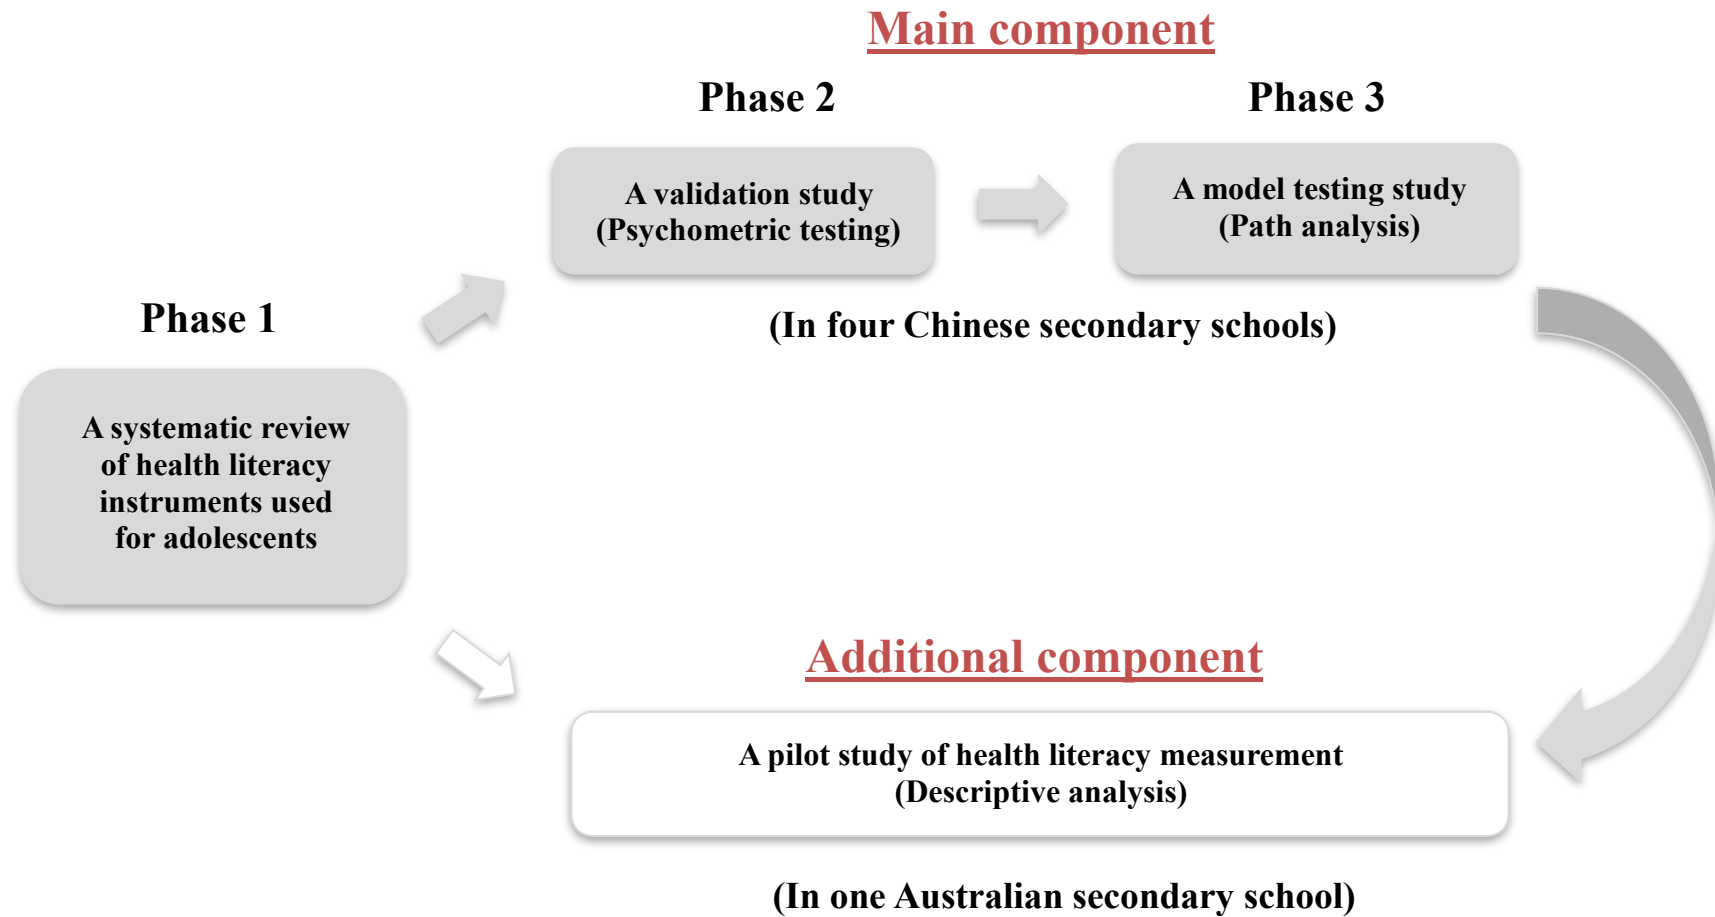 Main component
Phase 2
Phase 3
A validation study
(Psychometric testing)
A model testing study
(Path analysis)
(In four Chinese secondary schools)
Phase 1
A systematic review
of health literacy
instruments used
for adolescents
Additional component
A pilot study of health literacy measurement
(Descriptive analysis)
(In one Australian secondary school)